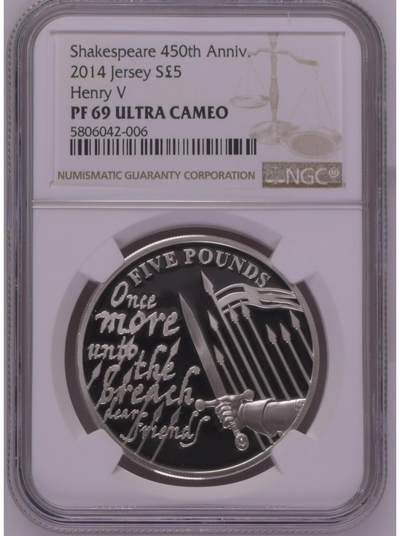 Shakespeare 450th Anniv.
2014 Jersey S£5
Henry V
PF 69 ULTRA CAMEO
5806042-006
NUMISMATIC GUARANTY CORPORATION
NGC
FIVE POUNDS
Once
more
unto
the
breach
dear
friends